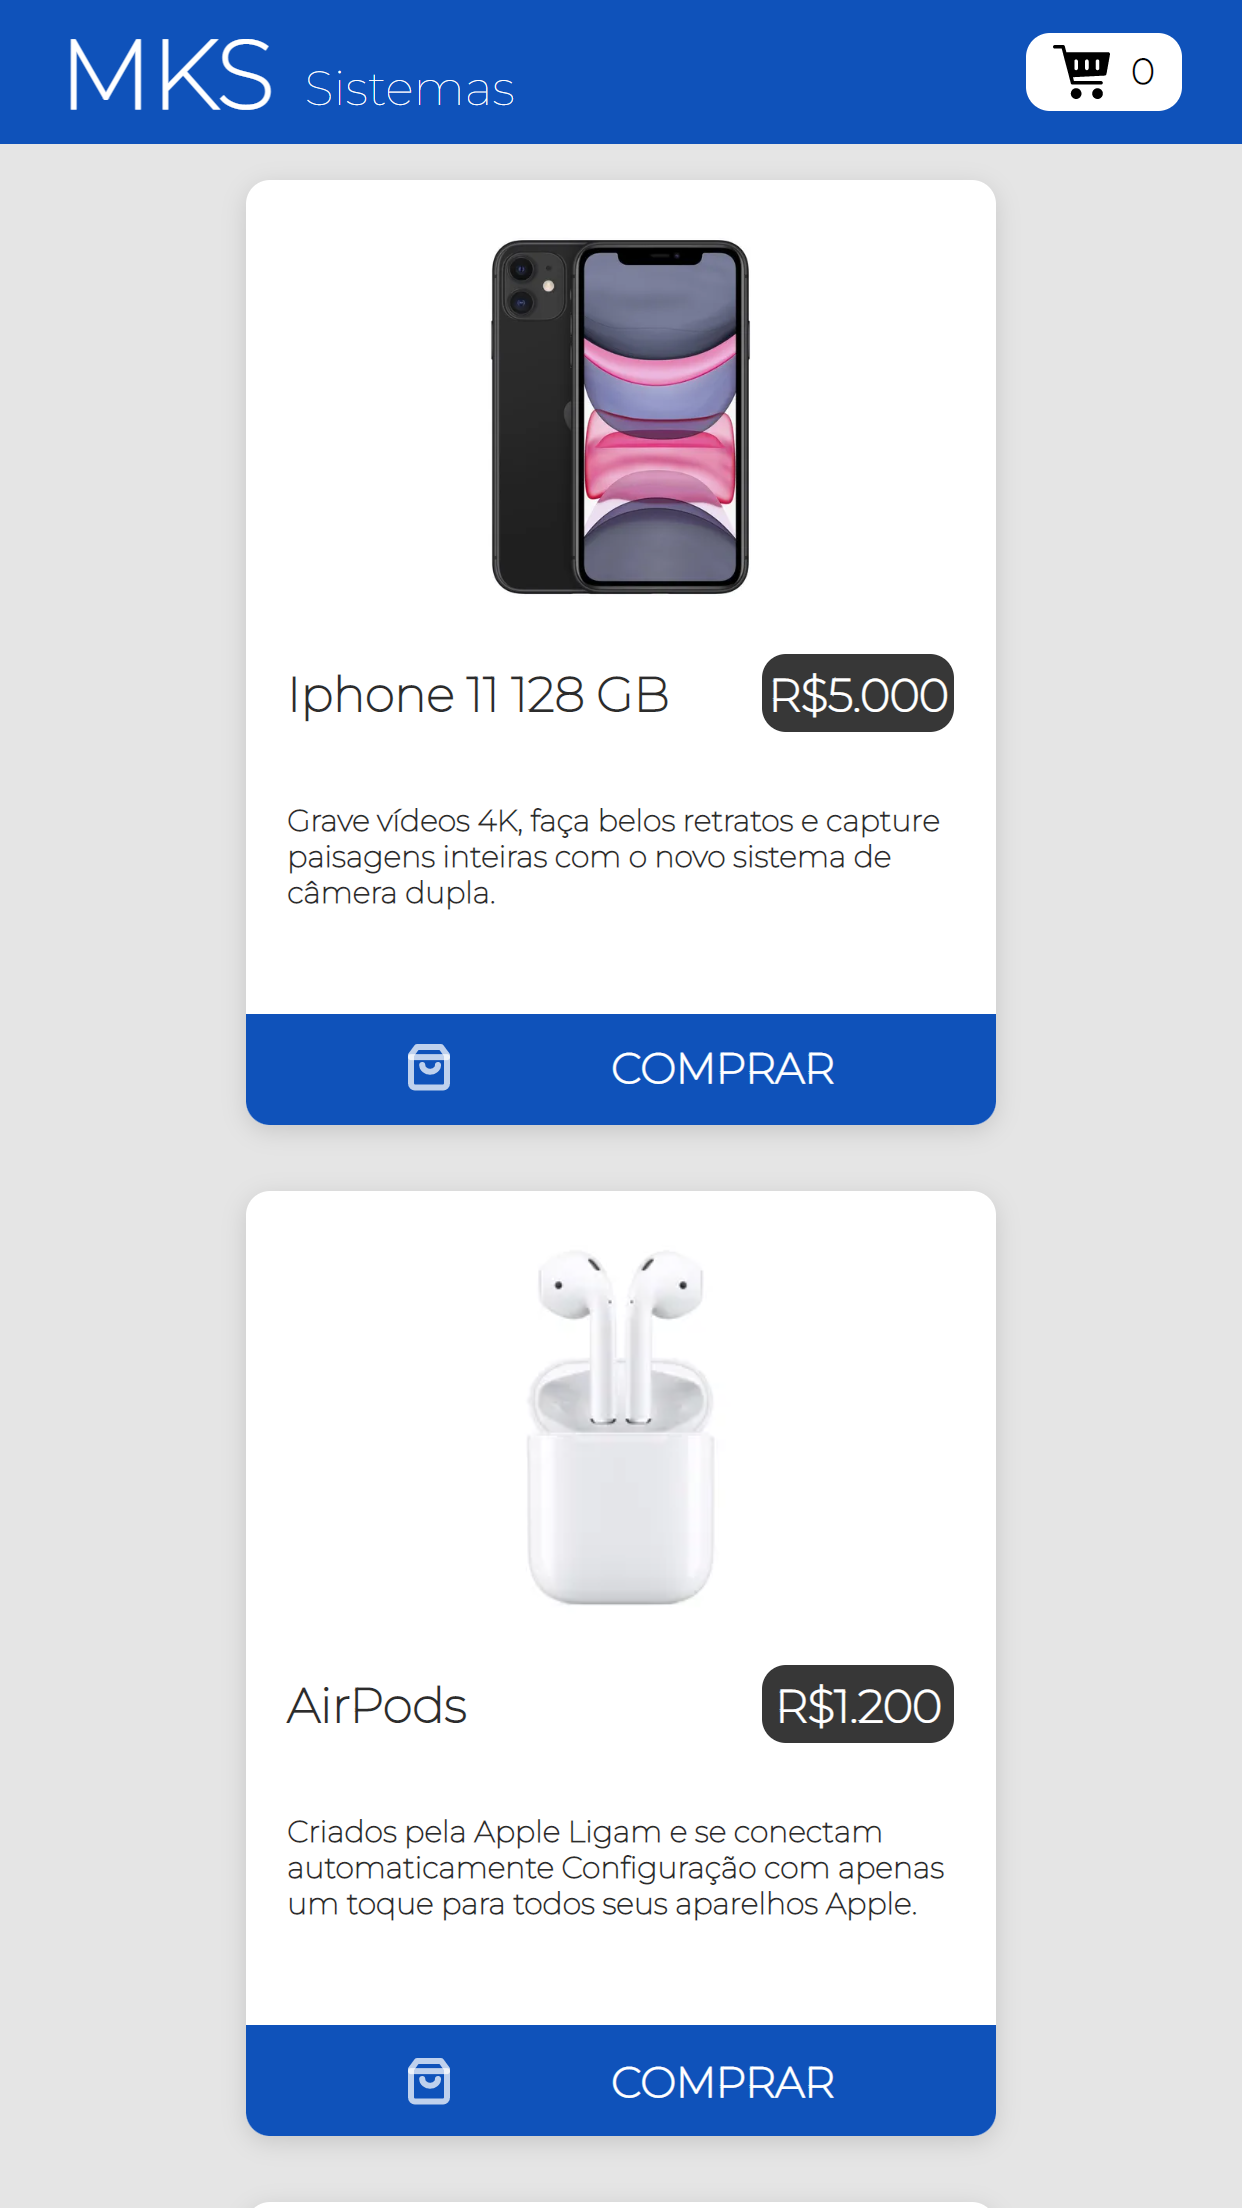 MKS Sistemas
0
Iphone 11 128 GB
R$5.000
Grave vídeos 4K, faça belos retratos e capture
paisagens inteiras com o novo sistema de
câmera dupla.
COMPRAR
AirPods
R$1.200
Criados pela Apple Ligam e se conectam
automaticamente Configuração com apenas
um toque para todos seus aparelhos Apple.
COMPRAR